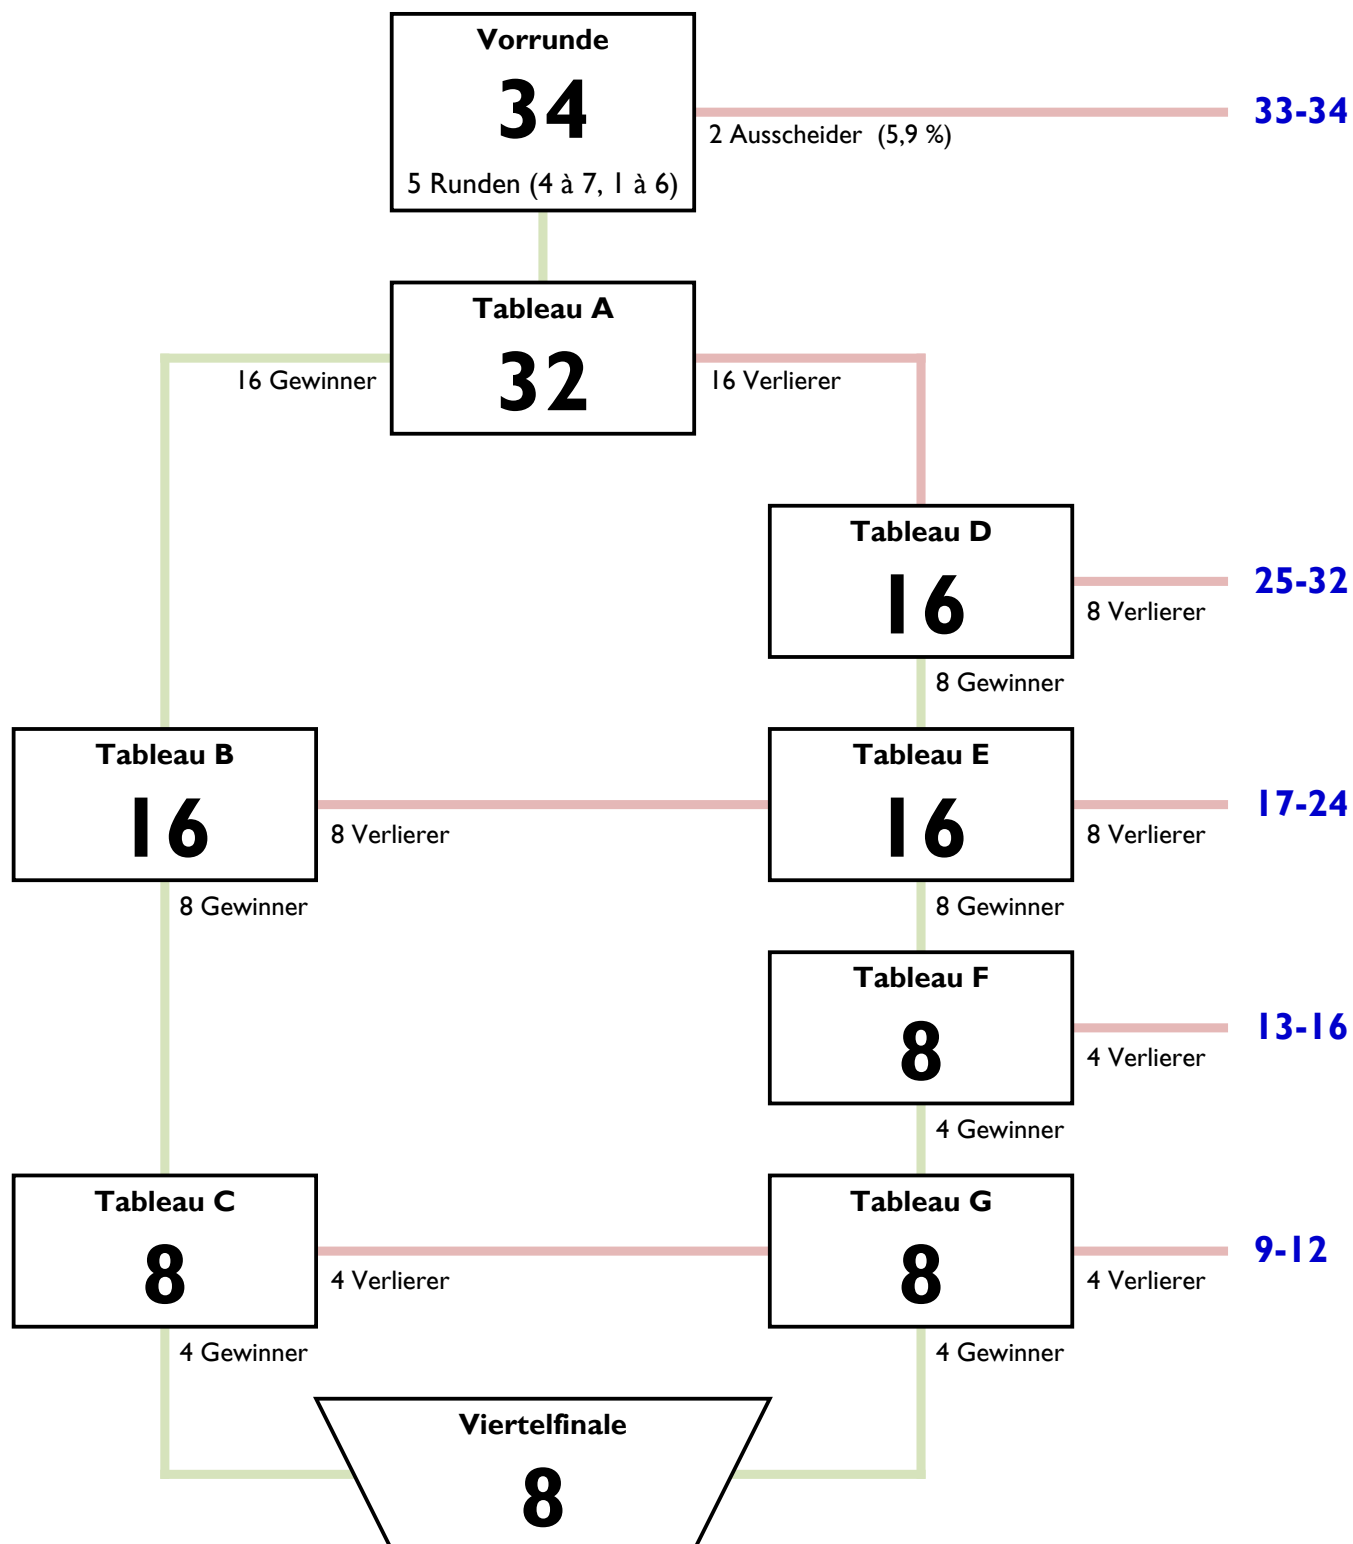 Vorrunde
34
5 Runden (4 à 7, 1 à 6)
2 Ausscheider (5,9 %)
33-34
Tableau A
32
16 Gewinner
16 Verlierer
Tableau D
16
8 Verlierer
25-32
8 Gewinner
Tableau B
16
8 Verlierer
8 Gewinner
Tableau E
16
8 Verlierer
17-24
8 Gewinner
Tableau F
8
4 Verlierer
13-16
4 Gewinner
Tableau C
8
4 Verlierer
4 Gewinner
Tableau G
8
4 Verlierer
9-12
4 Gewinner
Viertelfinale
8